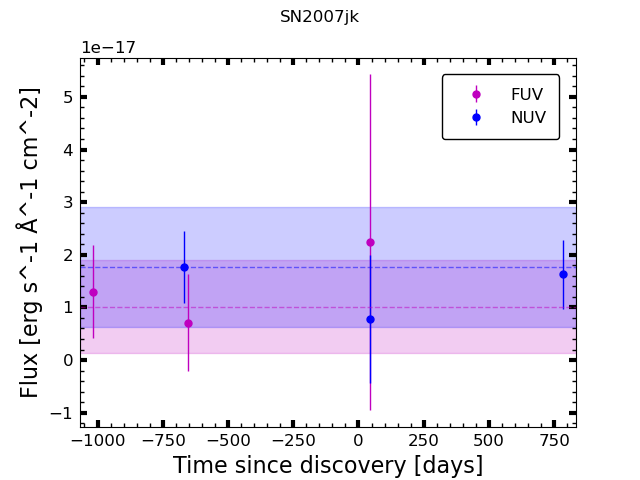 SN2007jk
1e−17
FUV
NUV
5
4
3
2
1
0
−1
Flux [erg s^-1 Å^-1 cm^-2]
−1000 −750 −500 −250 0 250 500 750
Time since discovery [days]